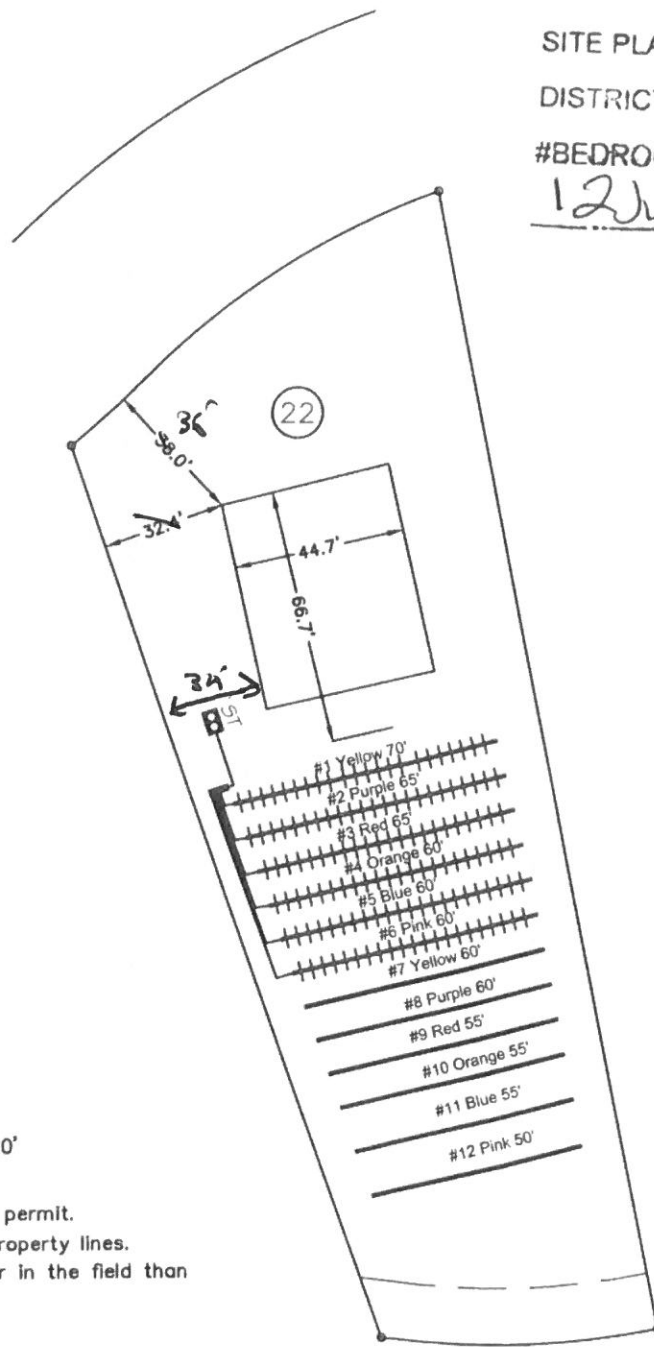 SITE PLA
DISTRIC
#BEDRO
12
22
36'
38.0'
32.4'
44.7'
66.7'
34'
ST
#1 Yellow 70'
#2 Purple 65'
#3 Red 65'
#4 Orange 60'
#5 Blue 60'
#6 Pink 60'
#7 Yellow 60'
#8 Purple 60'
#9 Red 55'
#10 Orange 55'
#11 Blue 55'
#12 Pink 50'
0'
permit.
roperty lines.
r in the field than